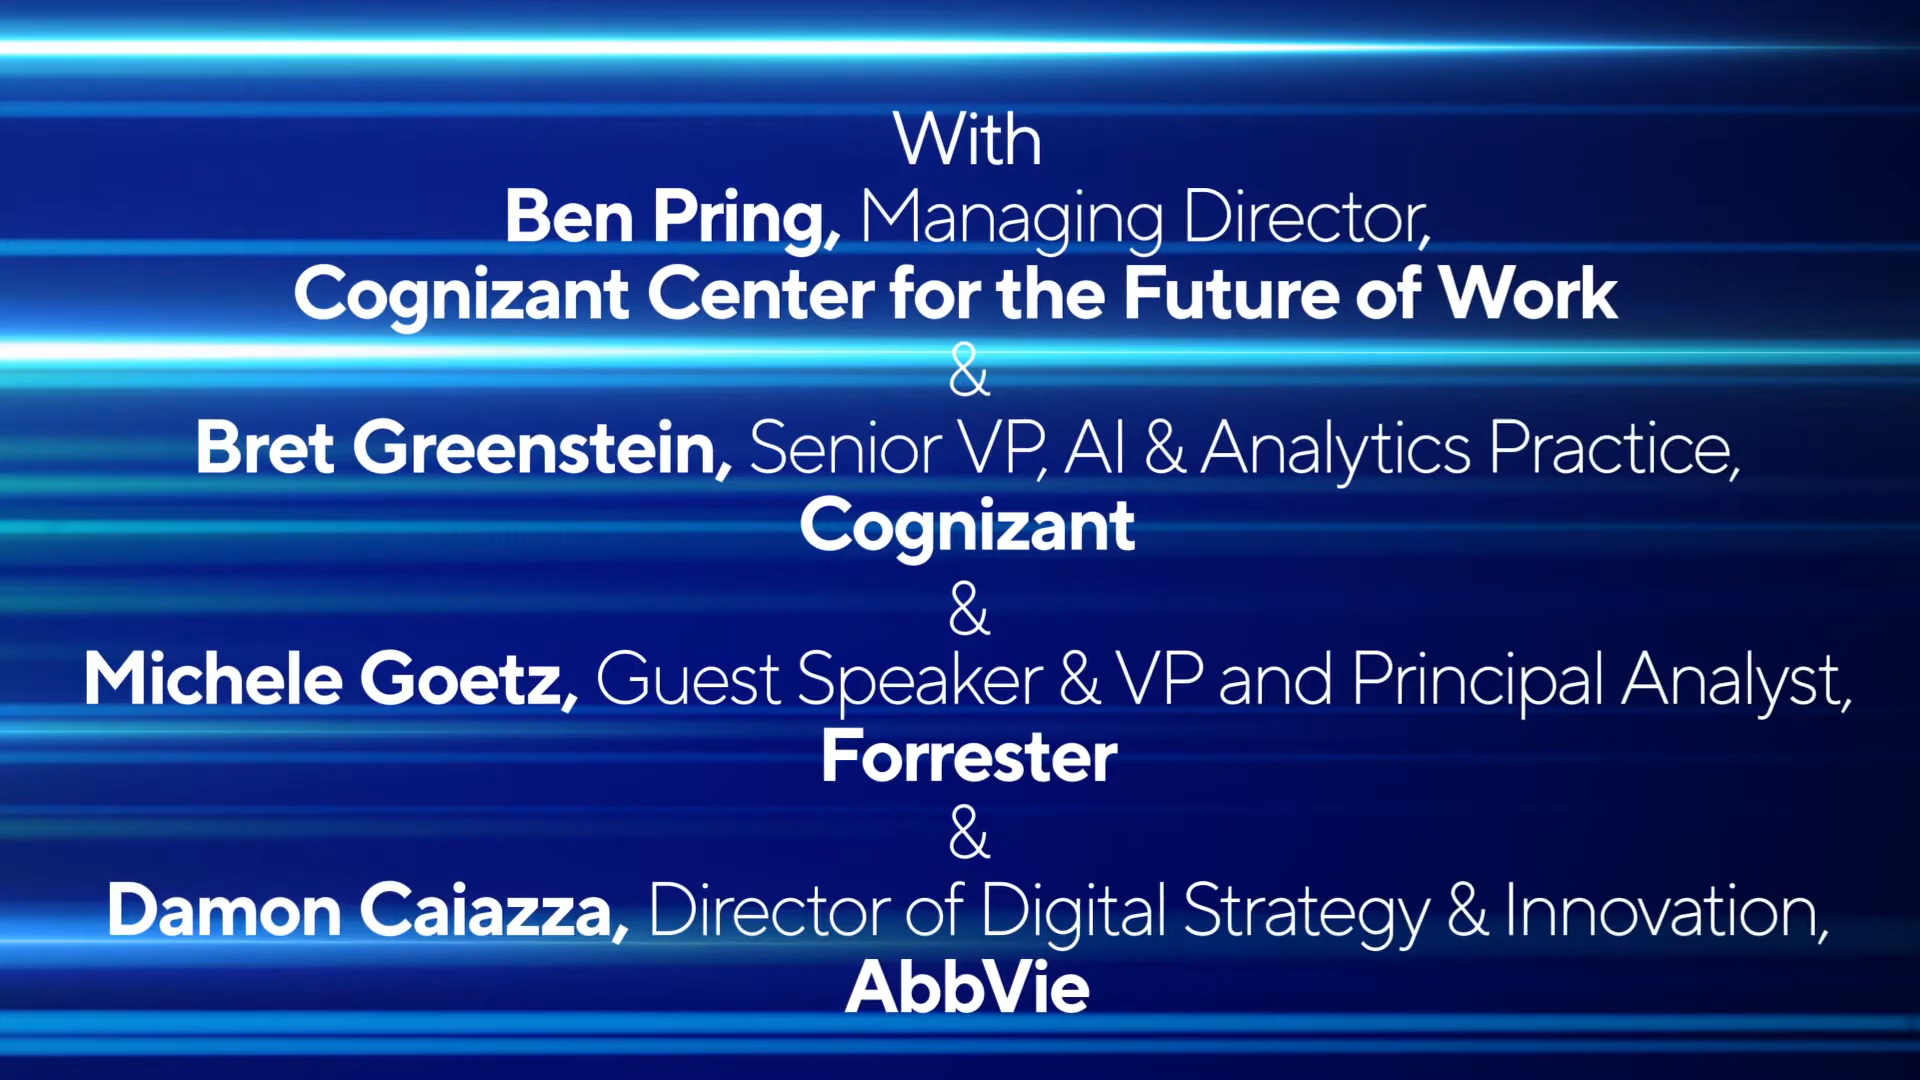 With
Ben Pring, Managing Director,
Cognizant Center for the Future of Work
&
Bret Greenstein, Senior VP, AI & Analytics Practice,
Cognizant
&
Michele Goetz, Guest Speaker & VP and Principal Analyst,
Forrester
&
Damon Caiazza, Director of Digital Strategy & Innovation,
AbbVie